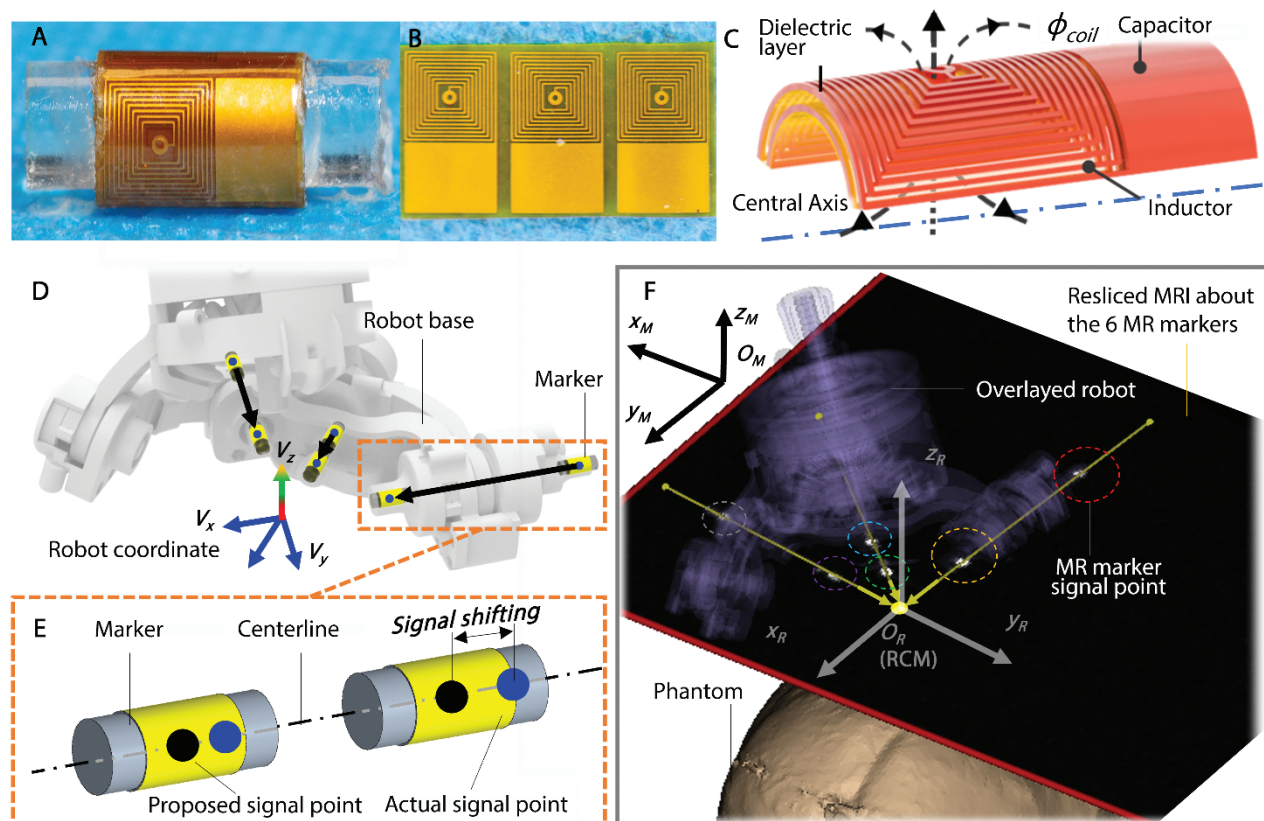 A
B
C
Dielectric
layer
ϕcoil
Capacitor
Central Axis
Inductor
D
Robot base
Marker
Vz
Vx
Vy
Robot coordinate
E
Marker
Centerline
Signal shifting
Proposed signal point
Actual signal point
F
Resliced MRI about
the 6 MR markers
zM
xM
OM
yM
Overlayed robot
zR
MR marker
signal point
xR
OR
(RCM)
yR
Phantom